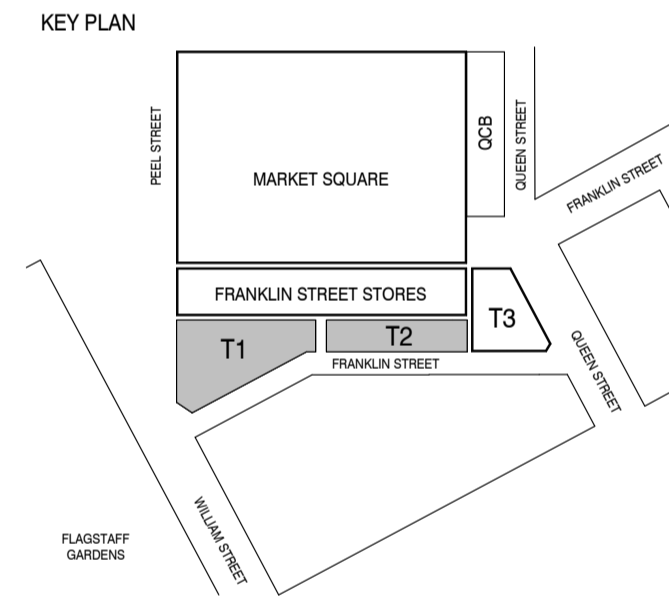 KEY PLAN
PEEL STREET
MARKET SQUARE
QCB
QUEEN STREET
FRANKLIN STREET
FRANKLIN STREET STORES
T1
T2
T3
FRANKLIN STREET
QUEEN STREET
WILLIAM STREET
FLAGSTAFF
GARDENS